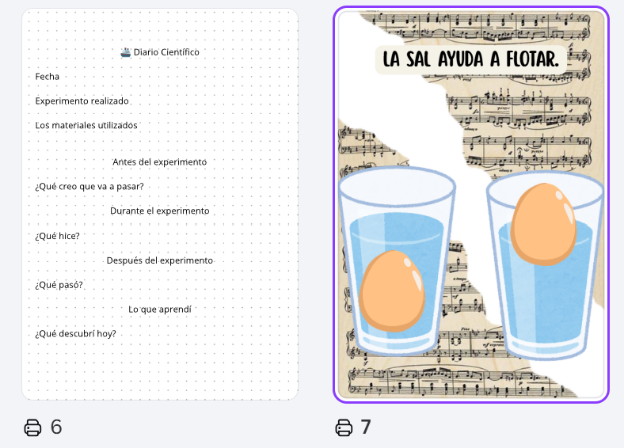 🚢 Diario Científico
Fecha
Experimento realizado
Los materiales utilizados
Antes del experimento
¿Qué creo que va a pasar?
Durante el experimento
¿Qué hice?
Después del experimento
¿Qué pasó?
Lo que aprendí
¿Qué descubrí hoy?
6
LA SAL AYUDA A FLOTAR.
7